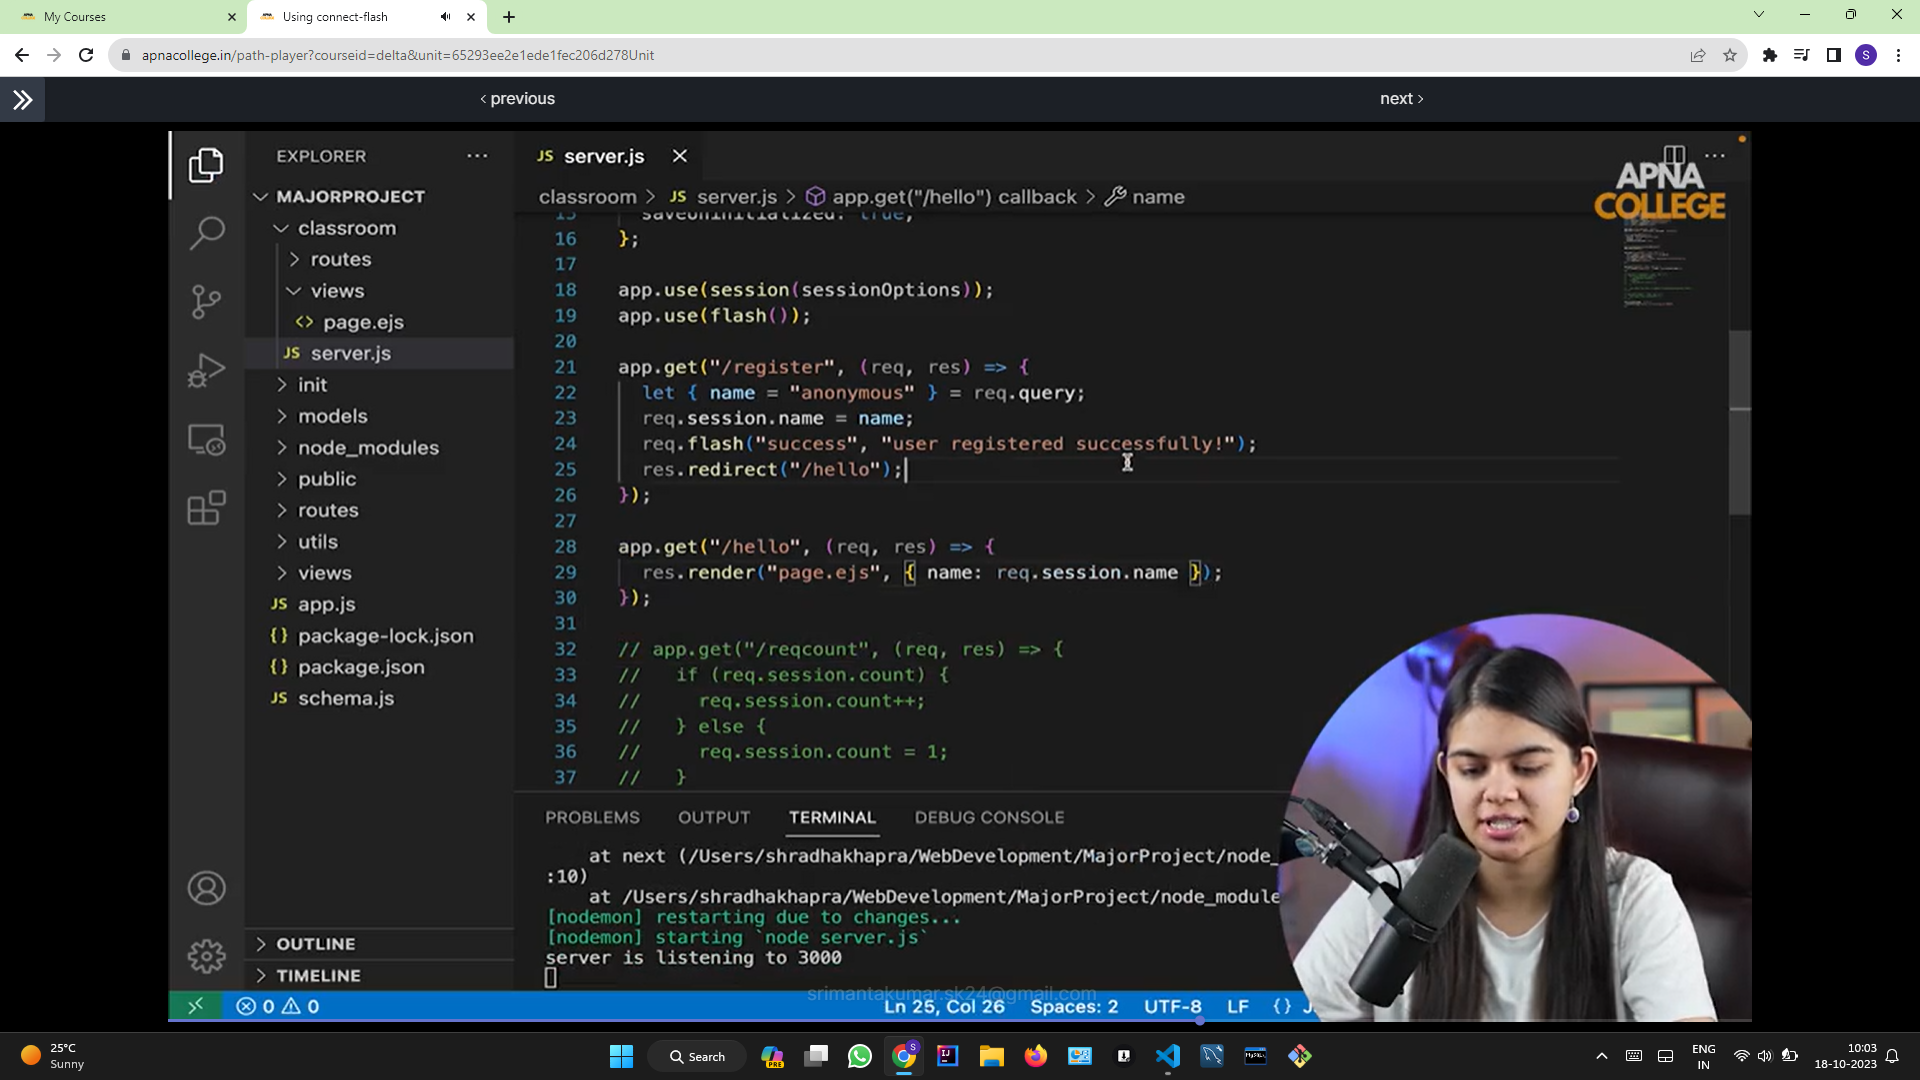 My Courses
Using connect-flash
apnacollege.in/path-player?courseid=delta&unit=65293ee2e1ede1fec206d278Unit
S
‹ previous
next ›
EXPLORER
MAJORPROJECT
classroom
routes
views
<> page.ejs
JS server.js
init
models
node_modules
public
routes
utils
views
JS app.js
{} package-lock.json
{} package.json
JS schema.js
OUTLINE
TIMELINE
JS server.js
classroom > JS server.js > app.get("/hello") callback > name
APNA
COLLEGE
15 saveUninitialized: true,
16 };
17
18 app.use(session(sessionOptions));
19 app.use(flash());
20
21 app.get("/register", (req, res) => {
22 let { name = "anonymous" } = req.query;
23 req.session.name = name;
24 req.flash("success", "user registered successfully!");
25 res.redirect("/hello");
26 });
27
28 app.get("/hello", (req, res) => {
29 res.render("page.ejs", { name: req.session.name });
30 });
31
32 // app.get("/reqcount", (req, res) => {
33 // if (req.session.count) {
34 // req.session.count++;
35 // } else {
36 // req.session.count = 1;
37 // }
PROBLEMS OUTPUT TERMINAL DEBUG CONSOLE
at next (/Users/shradhakhapra/WebDevelopment/MajorProject/node_
:10)
at /Users/shradhakhapra/WebDevelopment/MajorProject/node_module
[nodemon] restarting due to changes...
[nodemon] starting `node server.js`
server is listening to 3000
srimantakumar.sk24@gmail.com
0 0
Ln 25, Col 26 Spaces: 2 UTF-8 LF {} J
25°C
Sunny
Search
PRE
S
ENG
IN
10:03
18-10-2023